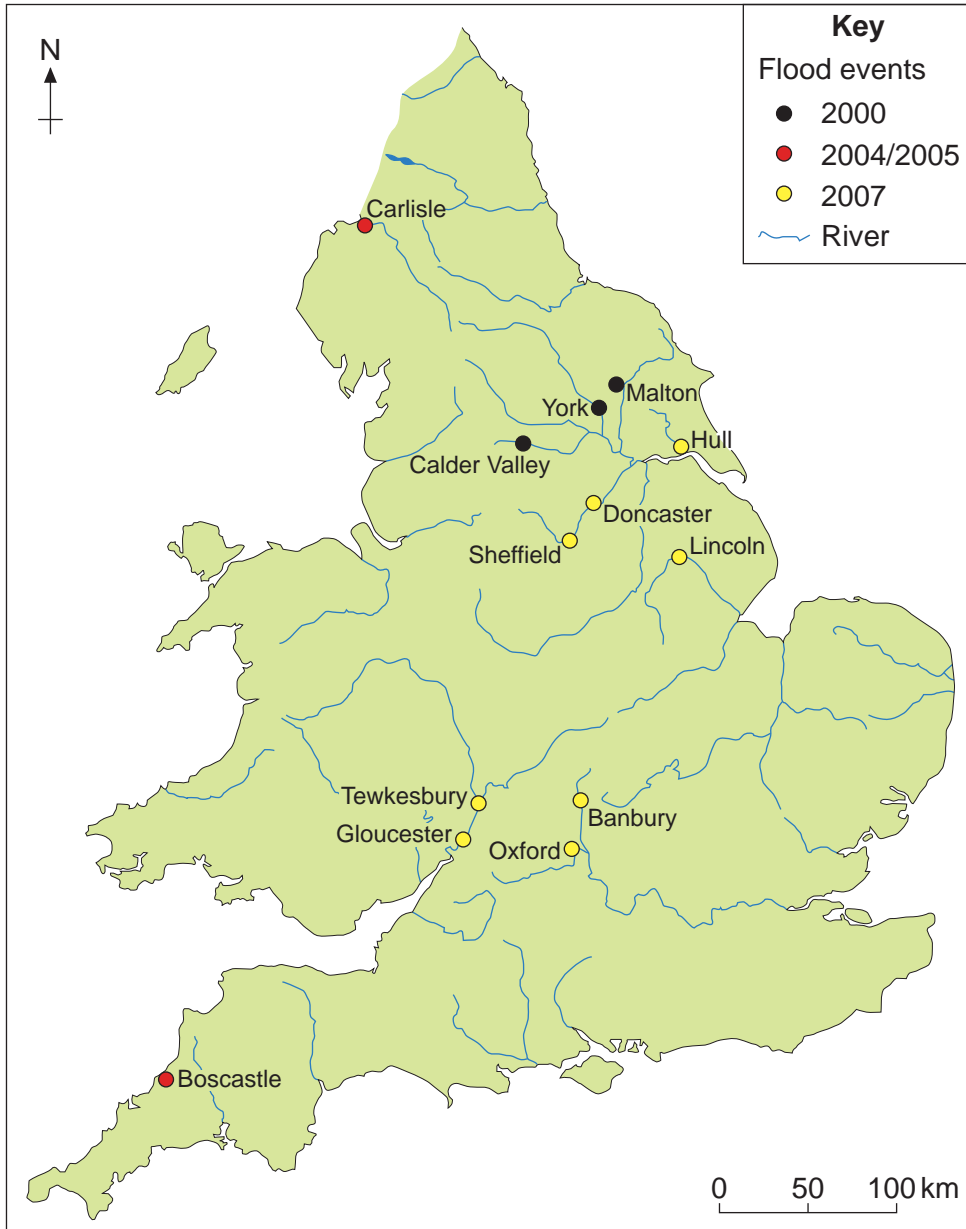 N
Key
Flood events
2000
2004/2005
2007
River
Carlisle
Malton
York
Hull
Calder Valley
Doncaster
Sheffield
Lincoln
Tewkesbury
Banbury
Gloucester
Oxford
Boscastle
0 50 100 km